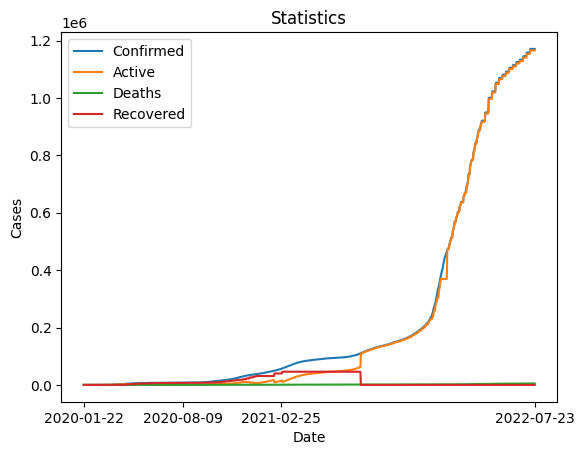 Statistics
1e6
Confirmed
Active
Deaths
Recovered
1.2
1.0
0.8
0.6
0.4
0.2
0.0
Cases
2020-01-22 2020-08-09 2021-02-25 2022-07-23
Date